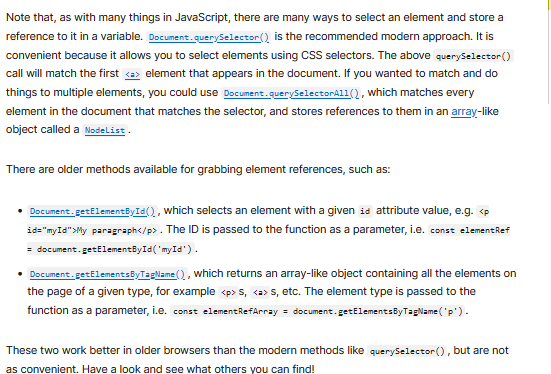 Note that, as with many things in JavaScript, there are many ways to select an element and store a
reference to it in a variable. Document.querySelector() is the recommended modern approach. It is
convenient because it allows you to select elements using CSS selectors. The above querySelector()
call will match the first <a> element that appears in the document. If you wanted to match and do
things to multiple elements, you could use Document.querySelectorAll(), which matches every
element in the document that matches the selector, and stores references to them in an array-like
object called a NodeList.
There are older methods available for grabbing element references, such as:
• Document.getElementById(), which selects an element with a given id attribute value, e.g. <p
id="myId">My paragraph</p>. The ID is passed to the function as a parameter, i.e. const elementRef
= document.getElementById('myId').
• Document.getElementsByTagName(), which returns an array-like object containing all the elements on
the page of a given type, for example <p>s, <a>s, etc. The element type is passed to the
function as a parameter, i.e. const elementRefArray = document.getElementsByTagName('p').
These two work better in older browsers than the modern methods like querySelector(), but are not
as convenient. Have a look and see what others you can find!